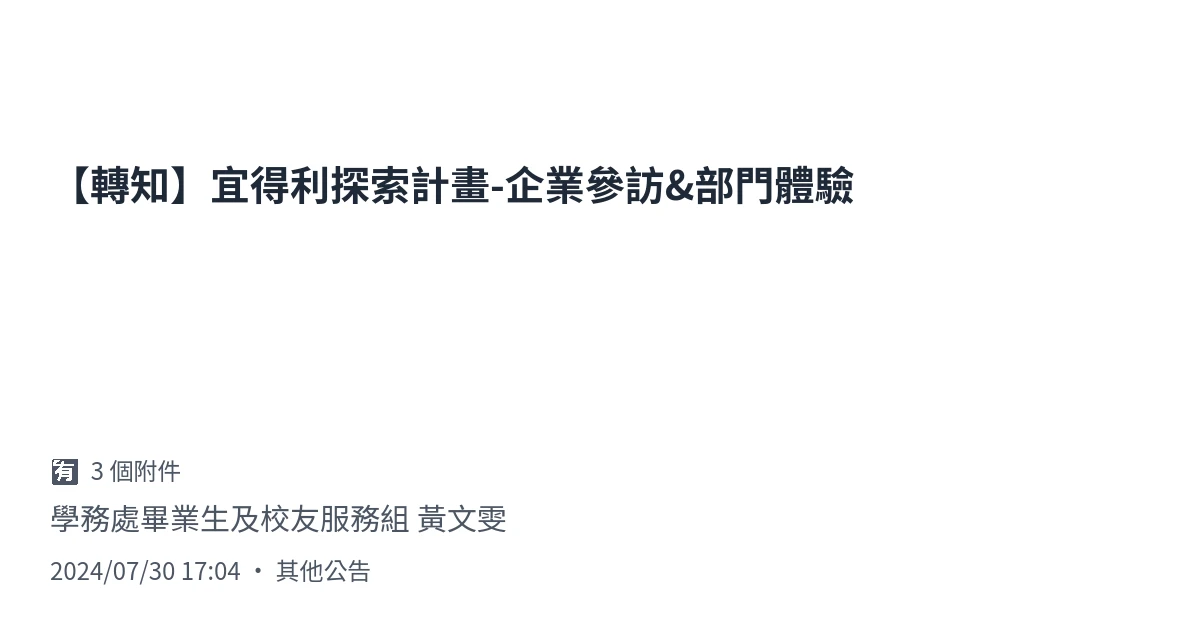 【轉知】宜得利探索計畫-企業參訪&部門體驗
有 3 個附件
學務處畢業生及校友服務組 黃文雯
2024/07/30 17:04 • 其他公告